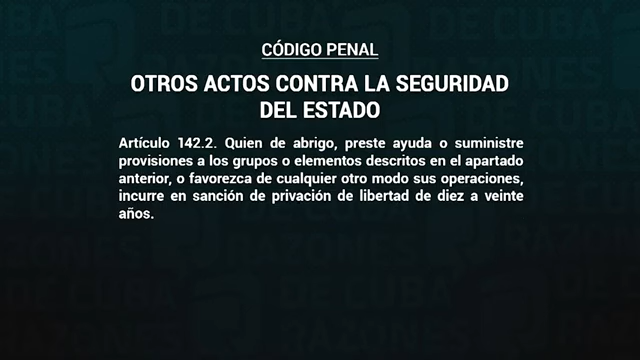 CÓDIGO PENAL
OTROS ACTOS CONTRA LA SEGURIDAD
DEL ESTADO
Artículo 142.2. Quien de abrigo, preste ayuda o suministre
provisiones a los grupos o elementos descritos en el apartado
anterior, o favorezca de cualquier otro modo sus operaciones,
incurre en sanción de privación de libertad de diez a veinte
años.